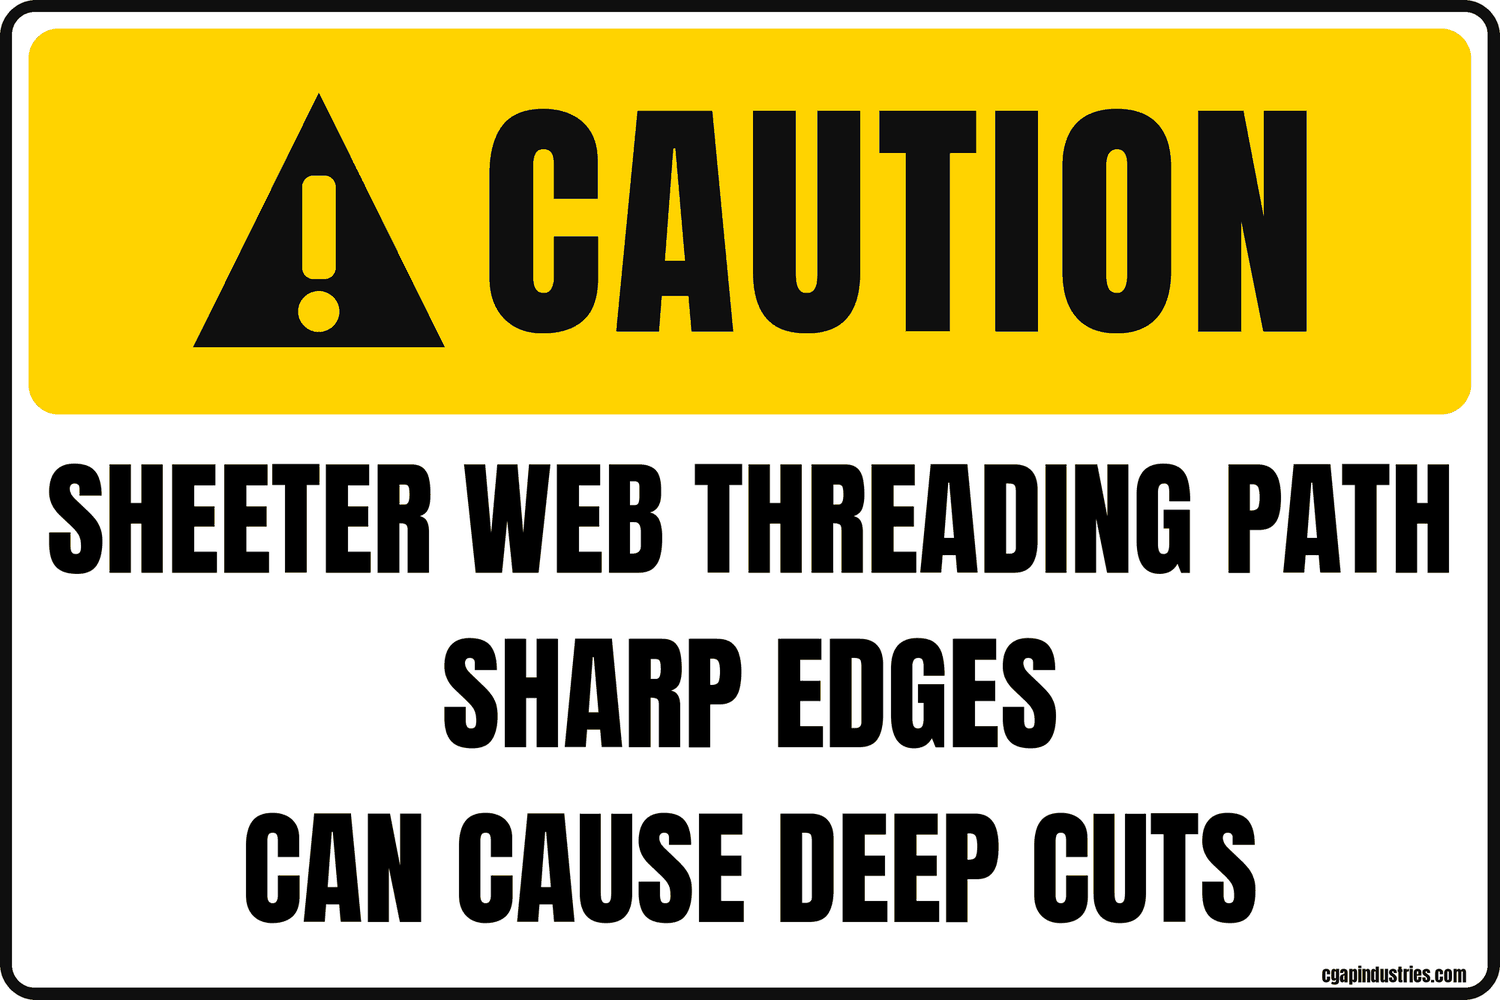 CAUTION
SHEETER WEB THREADING PATH
SHARP EDGES
CAN CAUSE DEEP CUTS
cgapindustries.com